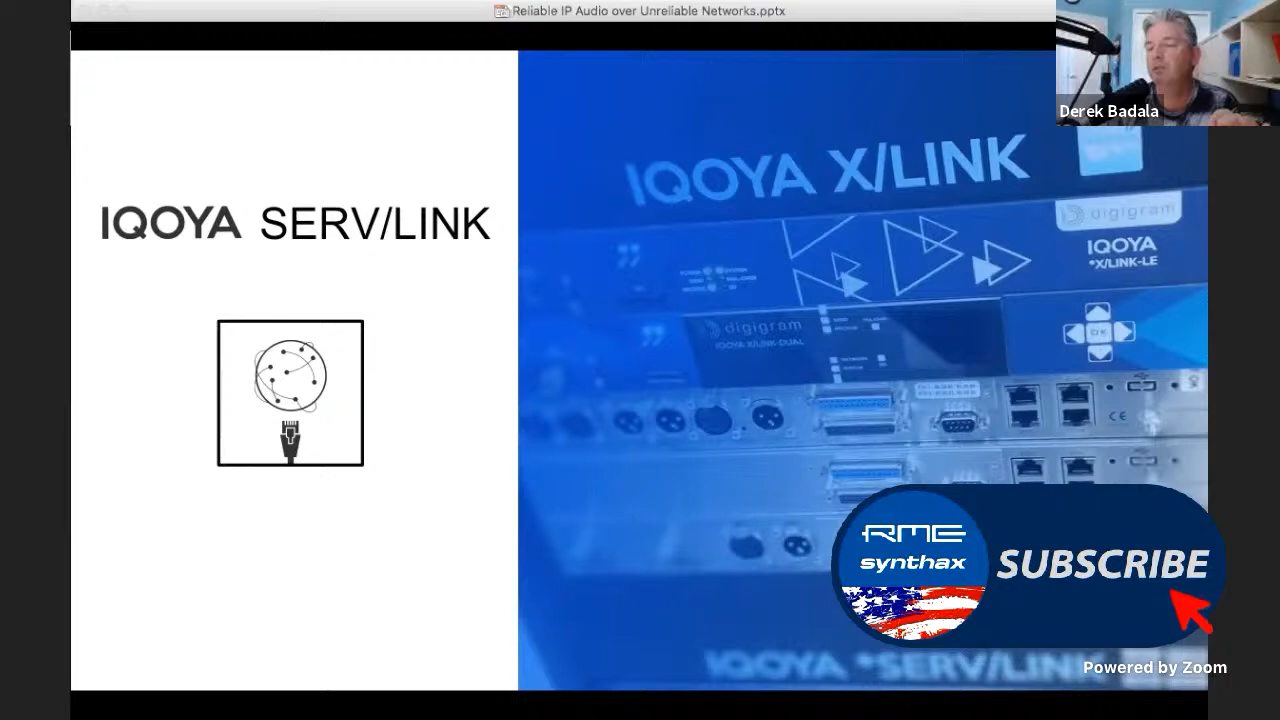 Reliable IP Audio over Unreliable Networks.pptx
Derek Badala
IQOYA SERV/LINK
IQOYA X/LINK
digigram
IQOYA
*X/LINK-LE
digigram
IQOYA X/LINK-DUAL
OK
CE
RME
synthax
SUBSCRIBE
IQOYA *SERV/LINK
Powered by Zoom